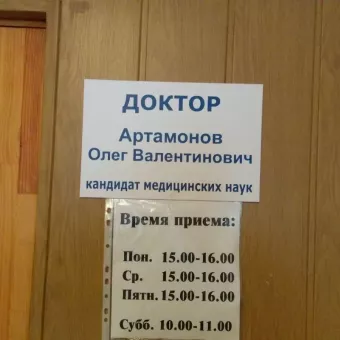 ДОКТОР
Артамонов
Олег Валентинович
кандидат медицинских наук
Время приема:
Пон. 15.00-16.00
Ср. 15.00-16.00
Пятн. 15.00-16.00
Субб. 10.00-11.00